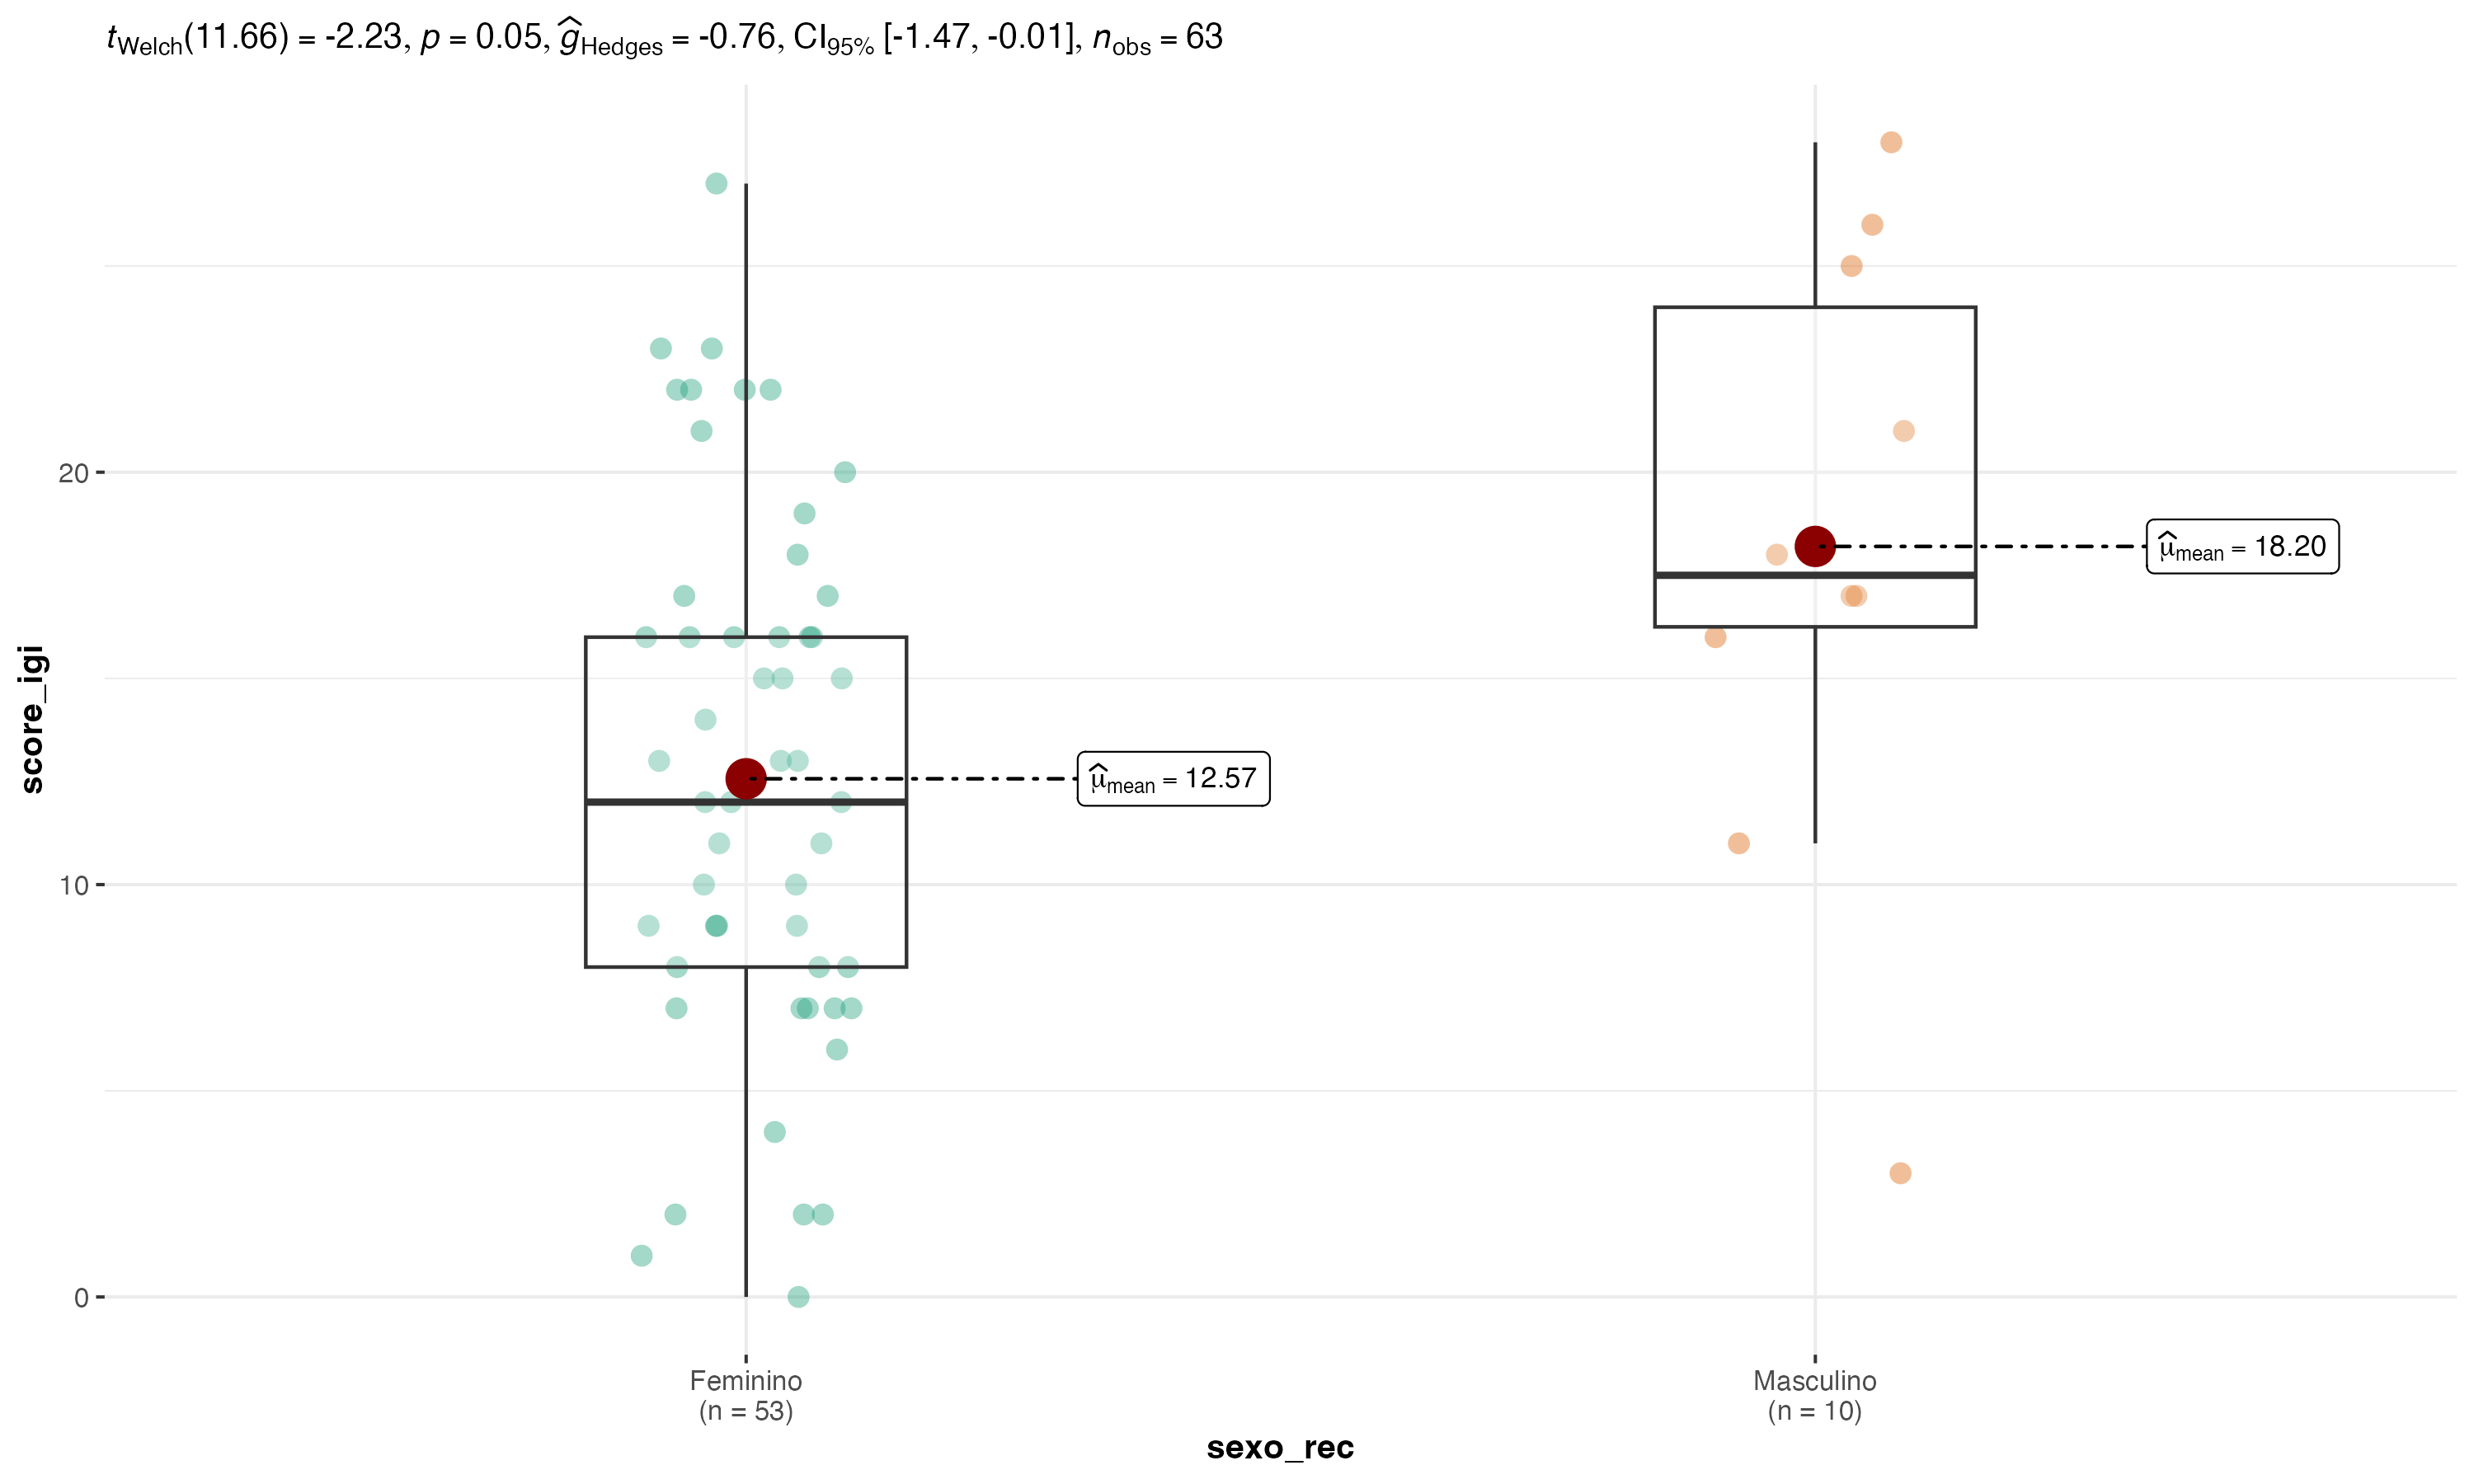 tWelch(11.66) = -2.23, p = 0.05, ĝHedges = -0.76, CI95% [-1.47, -0.01], nobs = 63
score_igi
20
10
0
μ̂mean = 18.20
μ̂mean = 12.57
Feminino
(n = 53)
Masculino
(n = 10)
sexo_rec